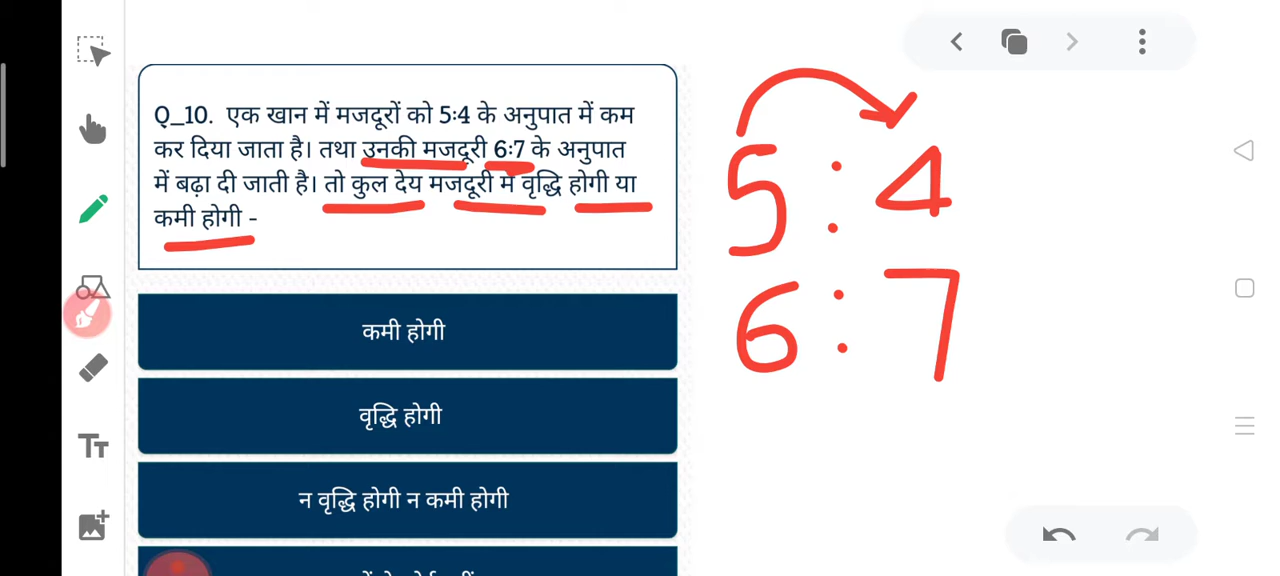 Q_10. एक खान में मजदूरों को 5:4 के अनुपात में कम
कर दिया जाता है। तथा उनकी मजदूरी 6:7 के अनुपात
में बढ़ा दी जाती है। तो कुल देय मजदूरी म वृद्धि होगी या
कमी होगी -
कमी होगी
वृद्धि होगी
न वृद्धि होगी न कमी होगी
5 : 4
6 : 7
TT